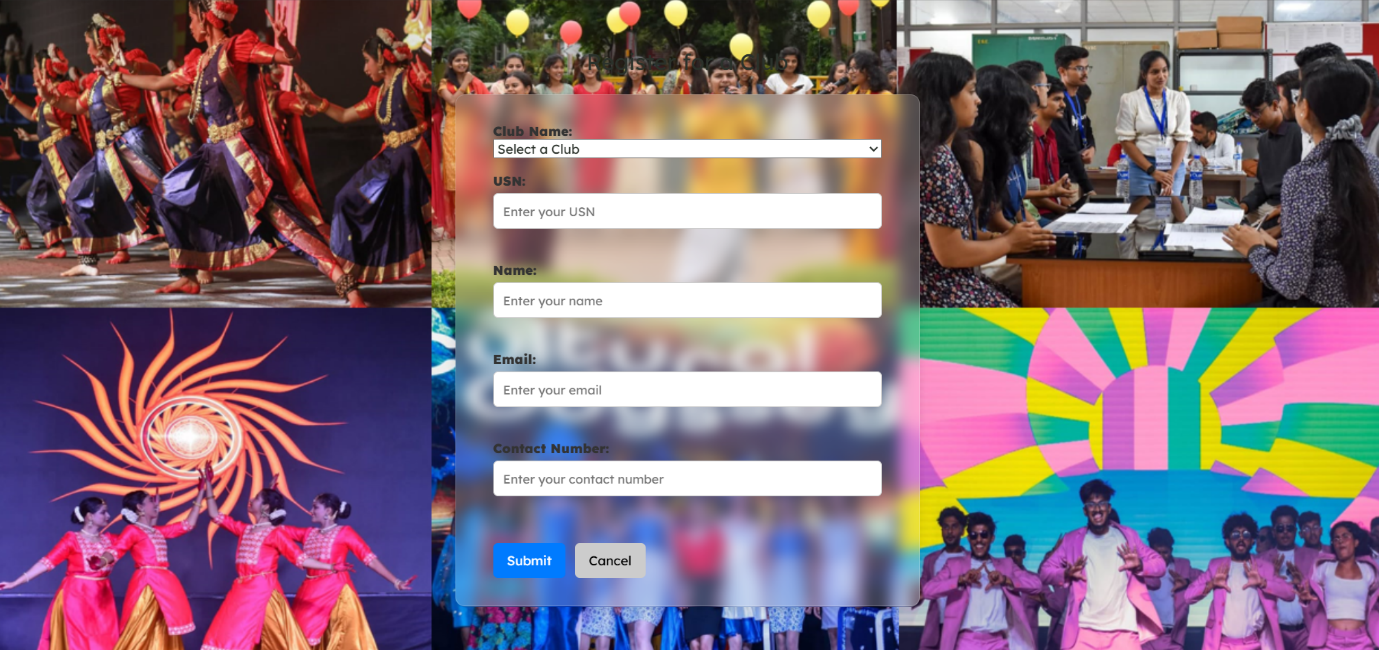 Club Name:
Select a Club
USN:
Enter your USN
Name:
Enter your name
Email:
Enter your email
Contact Number:
Enter your contact number
Submit
Cancel